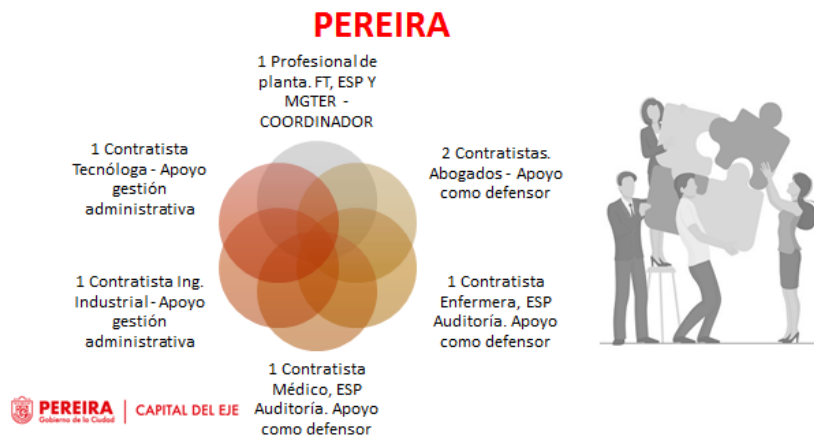 PEREIRA
1 Profesional de
planta. FT, ESP Y
MGTER -
COORDINADOR
2 Contratistas.
Abogados - Apoyo
como defensor
1 Contratista
Enfermera, ESP
Auditoría. Apoyo
como defensor
1 Contratista
Médico, ESP
Auditoría. Apoyo
como defensor
1 Contratista Ing.
Industrial - Apoyo
gestión
administrativa
1 Contratista
Tecnóloga - Apoyo
gestión
administrativa
PEREIRA
Gobierno de la Ciudad
CAPITAL DEL EJE